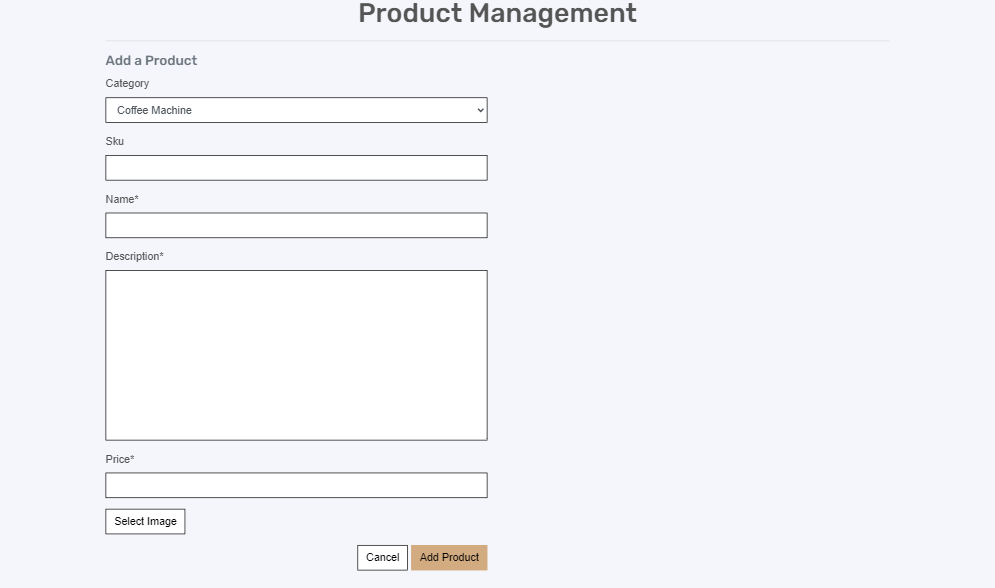 Product Management
Add a Product
Category
Coffee Machine
Sku
Name*
Description*
Price*
Select Image
Cancel Add Product